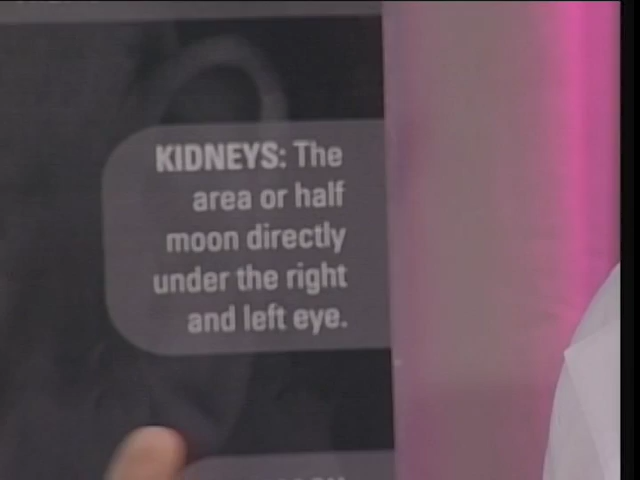 KIDNEYS: The
area or half
moon directly
under the right
and left eye.